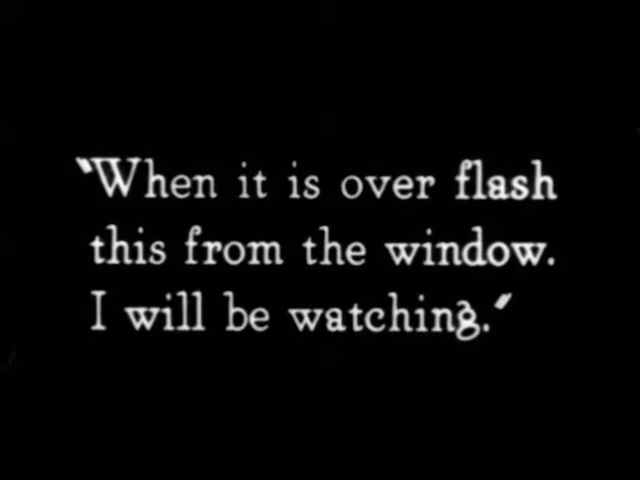 "When it is over flash
this from the window.
I will be watching."